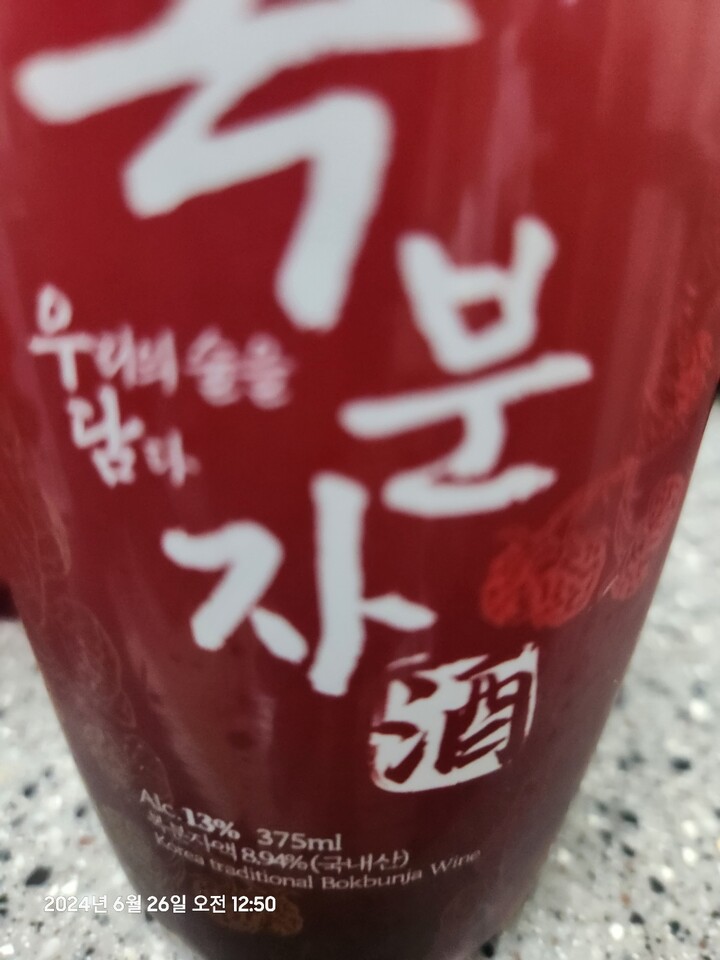 복
분
자
酒
우리의 술을
담다.
Alc. 13% 375ml
복분자액 8.94% (국내산)
Korea traditional Bokbunja Wine
2024년 6월 26일 오전 12:50